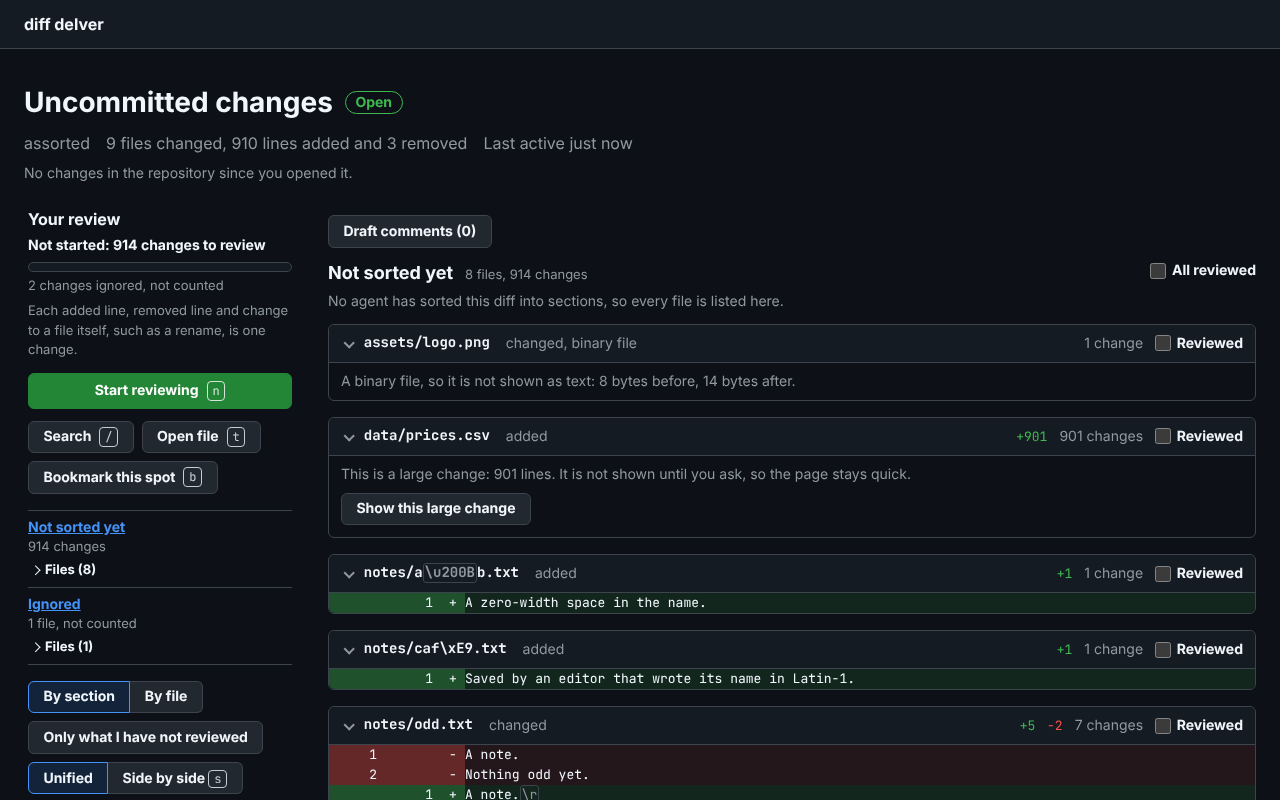 diff delver
Uncommitted changes Open
assorted 9 files changed, 910 lines added and 3 removed Last active just now
No changes in the repository since you opened it.
Your review
Not started: 914 changes to review
2 changes ignored, not counted
Each added line, removed line and change
to a file itself, such as a rename, is one
change.
Start reviewing n
Search / Open file t
Bookmark this spot b
Not sorted yet
914 changes
Files (8)
Ignored
1 file, not counted
Files (1)
By section By file
Only what I have not reviewed
Unified Side by side s
Draft comments (0)
Not sorted yet 8 files, 914 changes All reviewed
No agent has sorted this diff into sections, so every file is listed here.
assets/logo.png changed, binary file 1 change Reviewed
A binary file, so it is not shown as text: 8 bytes before, 14 bytes after.
data/prices.csv added +901 901 changes Reviewed
This is a large change: 901 lines. It is not shown until you ask, so the page stays quick.
Show this large change
notes/a\u200Bb.txt added +1 1 change Reviewed
1 + A zero-width space in the name.
notes/caf\xE9.txt added +1 1 change Reviewed
1 + Saved by an editor that wrote its name in Latin-1.
notes/odd.txt changed +5 -2 7 changes Reviewed
1 - A note.
2 - Nothing odd yet.
1 + A note.\r